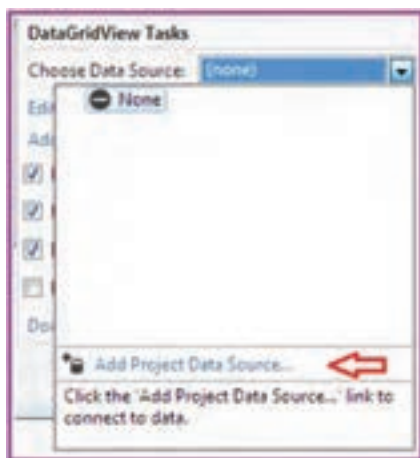 DataGridView Tasks
Choose Data Source: (none)
None
Add Project Data Source...
Click the 'Add Project Data Source...' link to
connect to data.